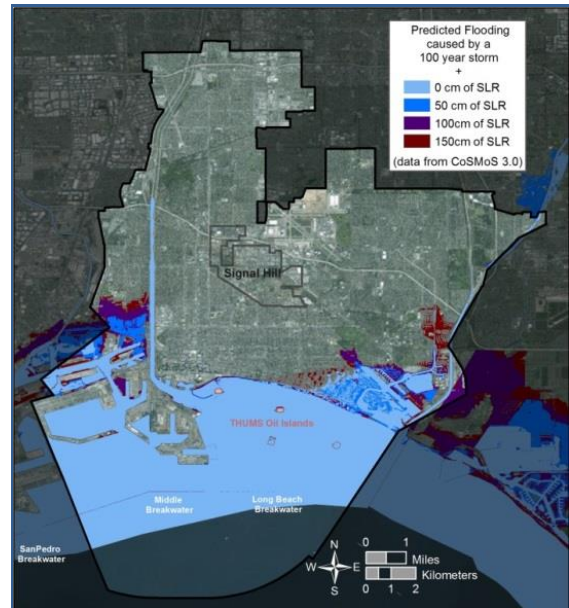 Predicted Flooding
caused by a
100 year storm
+
0 cm of SLR
50 cm of SLR
100cm of SLR
150cm of SLR
(data from CoSMoS 3.0)
Signal Hill
THUMS Oil Islands
Middle
Breakwater
Long Beach
Breakwater
SanPedro
Breakwater
N
W
E
S
0 1
Miles
Kilometers
0 1 2